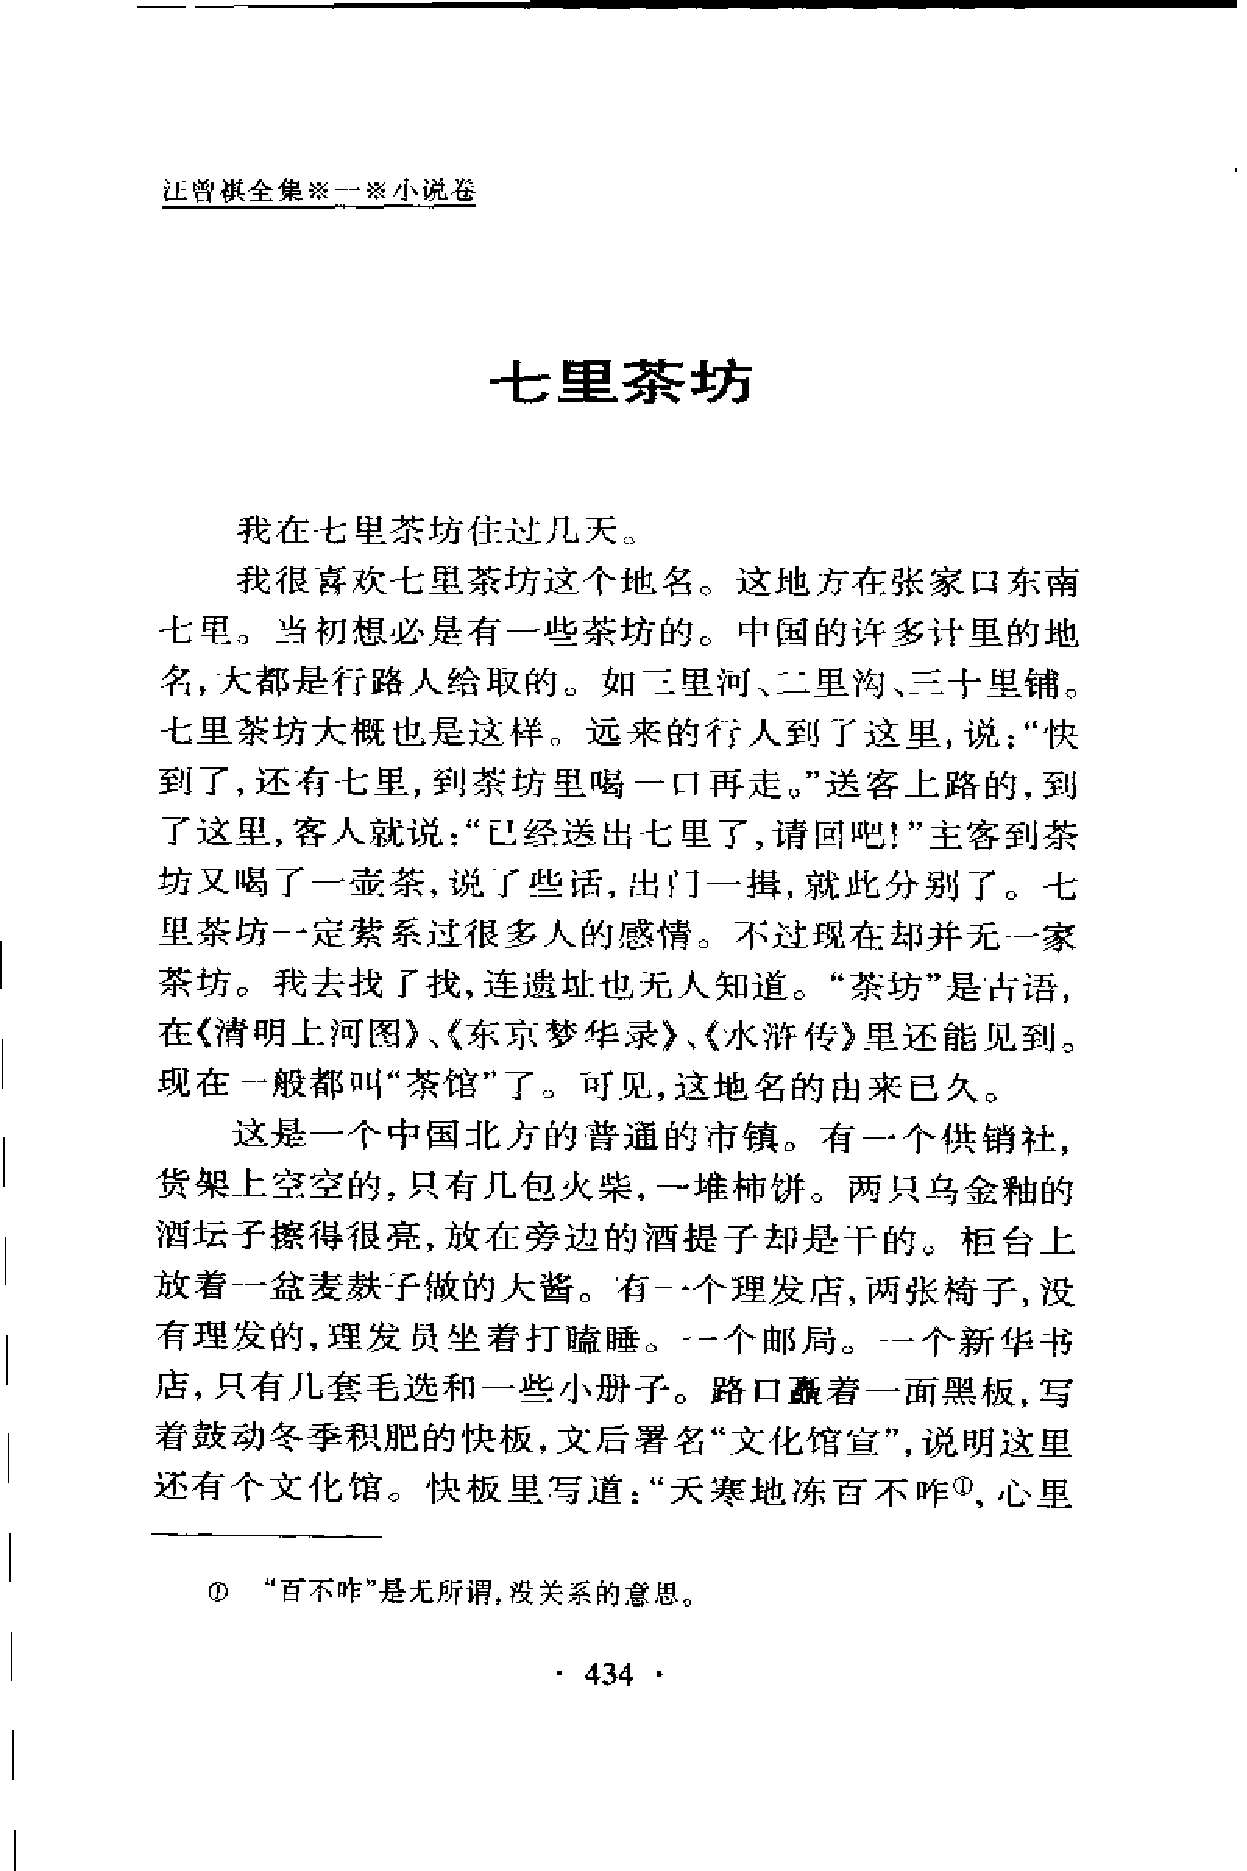 汪曾祺全集※一※小说卷
七里茶坊
我在七里茶坊住过几天。
我很喜欢七里茶坊这个地名。这地方在张家口东南
七里。当初想必是有一些茶坊的。中国的许多计里的地
名,大都是行路人给取的。如三里河、二里沟、三十里铺。
七里茶坊大概也是这样。远来的行人到了这里,说:“快
到了,还有七里,到茶坊里喝一口再走。”送客上路的,到
了这里,客人就说:“已经送出七里了,请回吧!”主客到茶
坊又喝了一壶茶,说了些话,出门一揖,就此分别了。七
里茶坊一定萦系过很多人的感情。不过现在却并无一家
茶坊。我去找了找,连遗址也无人知道。“茶坊”是古语,
在《清明上河图》、《东京梦华录》、《水浒传》里还能见到。
现在一般都叫“茶馆”了。可见,这地名的由来已久。
这是一个中国北方的普通的市镇。有一个供销社,
货架上空空的,只有几包火柴,一堆柿饼。两只乌金釉的
酒坛子擦得很亮,放在旁边的酒提子却是干的。柜台上
放着一盆麦麸子做的大酱。有一个理发店,两张椅子,没
有理发的,理发员坐着打瞌睡。一个邮局。一个新华书
店,只有几套毛选和一些小册子。路口矗着一面黑板,写
着鼓动冬季积肥的快板,文后署名“文化馆宣”,说明这里
还有个文化馆。快板里写道:“天寒地冻百不咋①,心里
① “百不咋”是无所谓,没关系的意思。
· 434 ·